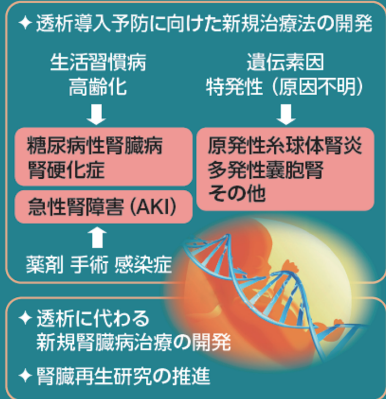 ✦透析導入予防に向けた新規治療法の開発
生活習慣病
高齢化
遺伝素因
特発性（原因不明）
糖尿病性腎臓病
腎硬化症
原発性糸球体腎炎
多発性嚢胞腎
その他
急性腎障害（AKI）
薬剤 手術 感染症
✦透析に代わる
新規腎臓病治療の開発
✦腎臓再生研究の推進